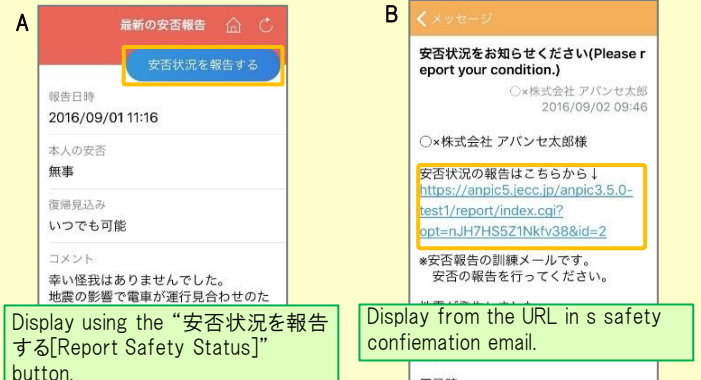 A
最新の安否報告
安否状況を報告する
報告日時
2016/09/01 11:16
本人の安否
無事
復帰見込み
いつでも可能
コメント
幸い怪我はありませんでした。
地震の影響で電車が運行見合わせのた
Display using the “安否状況を報告
する[Report Safety Status]”
button.
B
メッセージ
安否状況をお知らせください(Please r
eport your condition.)
○×株式会社 アバンセ太郎
2016/09/02 09:46
○×株式会社 アバンセ太郎様
安否状況の報告はこちらから↓
https://anpic5.jecc.jp/anpic3.5.0-
test1/report/index.cgi?
opt=nJH7HS5Z1Nkfv38&id=2
※安否報告の訓練メールです。
安否の報告を行ってください。
Display from the URL in s safety
confiemation email.